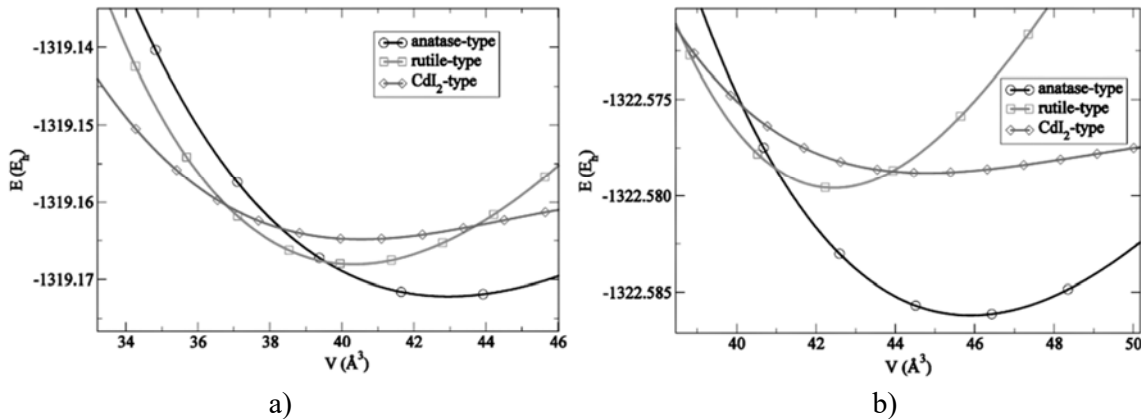 -1319.14
-1319.15
-1319.16
-1319.17
E (E_h)
34 36 38 40 42 44 46
V (Å³)
anatase-type
rutile-type
CdI₂-type
a)
-1322.575
-1322.580
-1322.585
E (E_h)
40 42 44 46 48 50
V (Å³)
anatase-type
rutile-type
CdI₂-type
b)